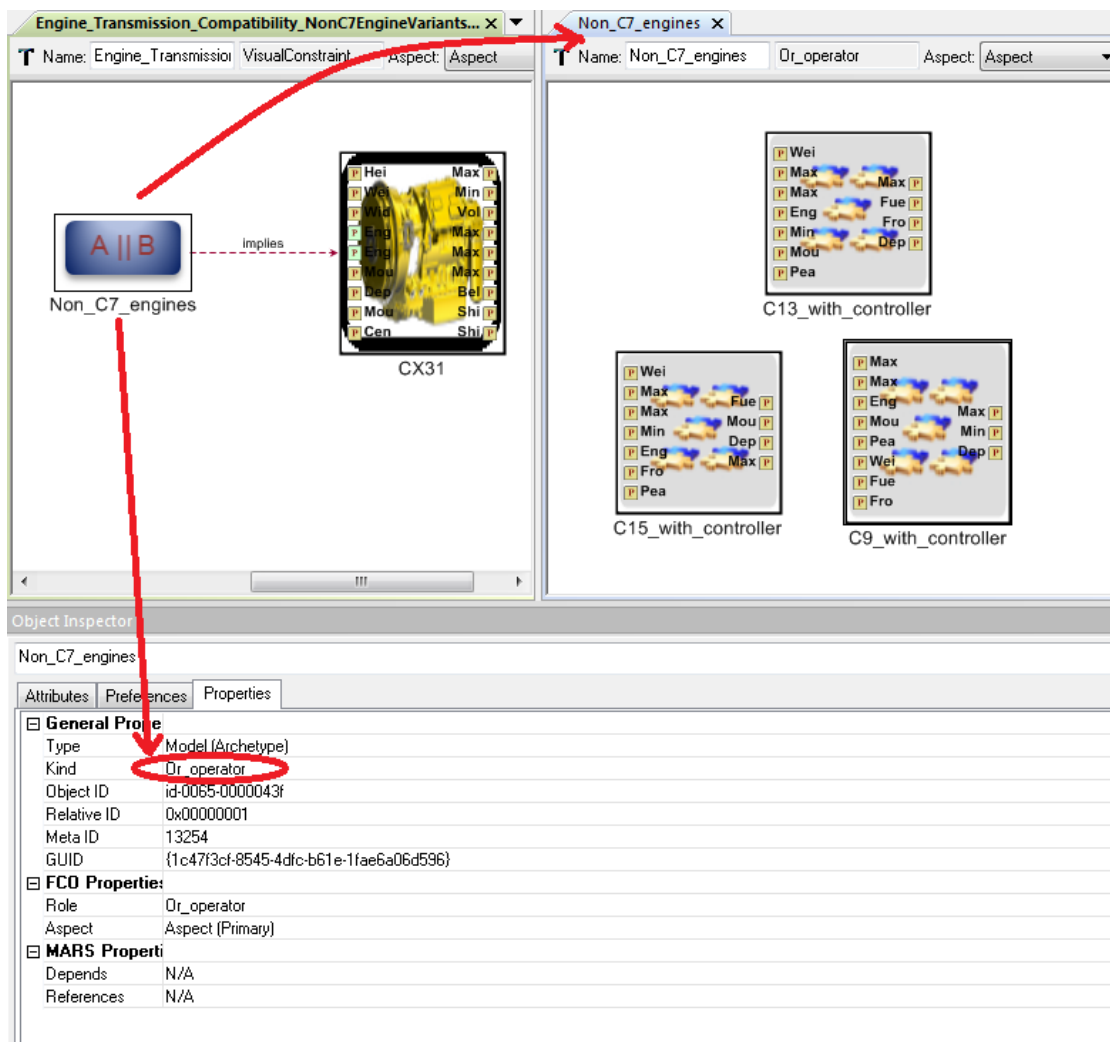 Engine_Transmission_Compatibility_NonC7EngineVariants... x
Name: Engine_Transmission VisualConstraint Aspect: Aspect
A || B
Non_C7_engines
implies
Hei Max
Wei Min
Wid Vol
Eng Max
Eng Max
Mou Max
Dep Bel
Mou Shi
Cen Shi
CX31
Non_C7_engines x
Name: Non_C7_engines Or_operator Aspect: Aspect
Wei
Max Max
Max Fue
Eng Fro
Min Dep
Mou
Pea
C13_with_controller
Wei
Max Fue
Max Mou
Min Dep
Eng Max
Fro
Pea
C15_with_controller
Max
Max
Eng Max
Mou Min
Pea Dep
Wei
Fue
Fro
C9_with_controller
Object Inspector
Non_C7_engines
Attributes Preferences Properties
General Prope
Type Model (Archetype)
Kind Or_operator
Object ID id-0065-0000043f
Relative ID 0x00000001
Meta ID 13254
GUID {1c47f3cf-8545-4dfc-b61e-1fae6a06d596}
FCO Properties
Role Or_operator
Aspect Aspect (Primary)
MARS Properti
Depends N/A
References N/A